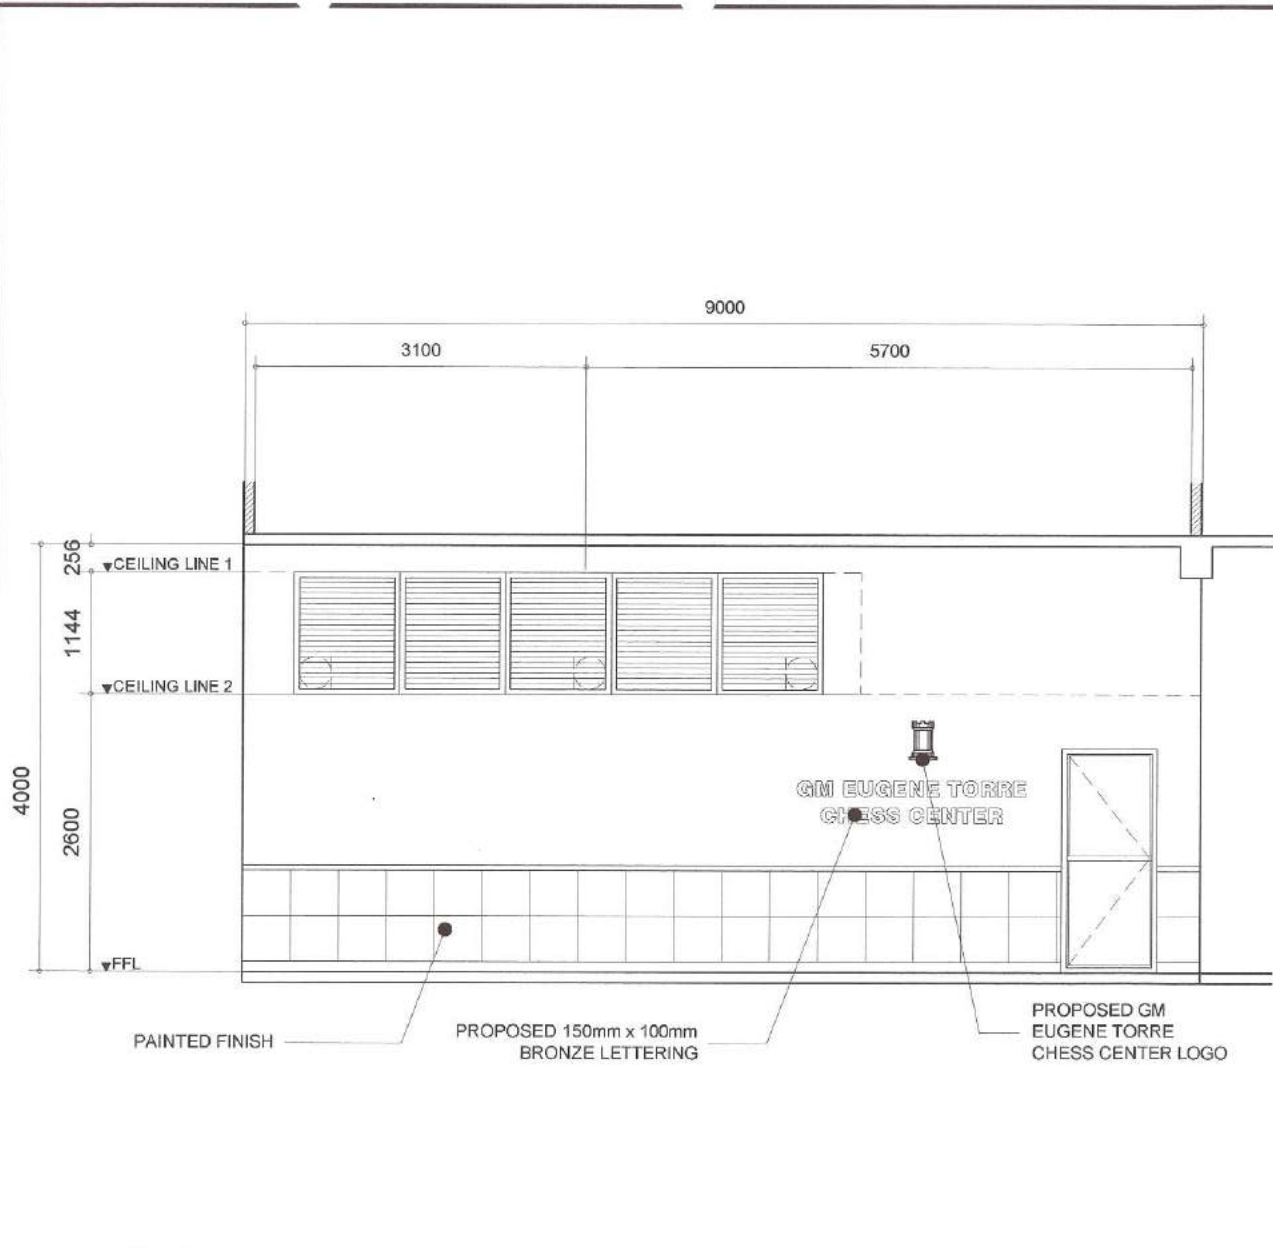 9000
3100
5700
256
CEILING LINE 1
1144
CEILING LINE 2
4000
2600
GM EUGENE TORRE
CHESS CENTER
FFL
PAINTED FINISH
PROPOSED 150mm x 100mm
BRONZE LETTERING
PROPOSED GM
EUGENE TORRE
CHESS CENTER LOGO